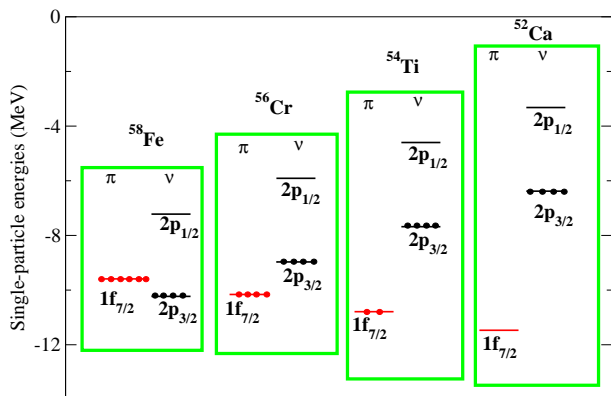 Single-particle energies (MeV)
0
-4
-8
-12
⁵⁸Fe
π ν
2p₁/₂
1f₇/₂
2p₃/₂
⁵⁶Cr
π ν
2p₁/₂
2p₃/₂
1f₇/₂
⁵⁴Ti
π ν
2p₁/₂
2p₃/₂
1f₇/₂
⁵²Ca
π ν
2p₁/₂
2p₃/₂
1f₇/₂